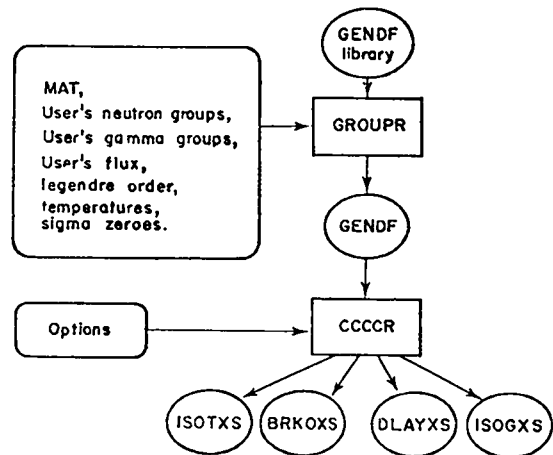 GENDF
library
MAT,
User's neutron groups,
User's gamma groups,
User's flux,
legendre order,
temperatures,
sigma zeroes.
GROUPR
GENDF
Options
CCCCR
ISOTXS
BRKOXS
DLAYXS
ISOGXS